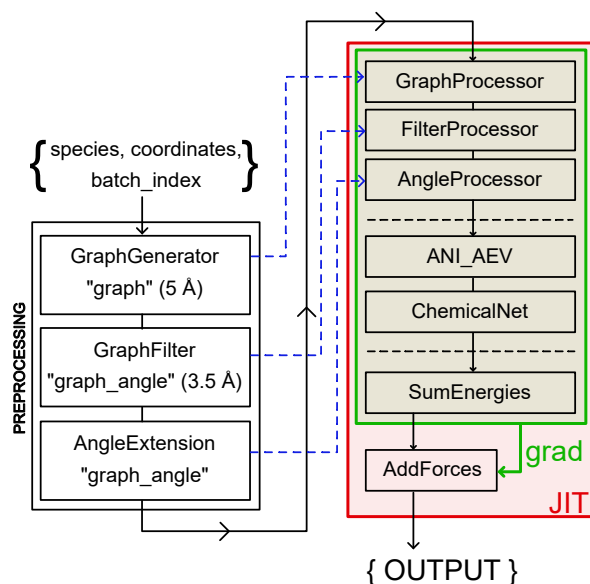 { species, coordinates, }
batch_index
PREPROCESSING
GraphGenerator
"graph" (5 Å)
GraphFilter
"graph_angle" (3.5 Å)
AngleExtension
"graph_angle"
GraphProcessor
FilterProcessor
AngleProcessor
ANI_AEV
ChemicalNet
SumEnergies
grad
AddForces
JIT
{ OUTPUT }